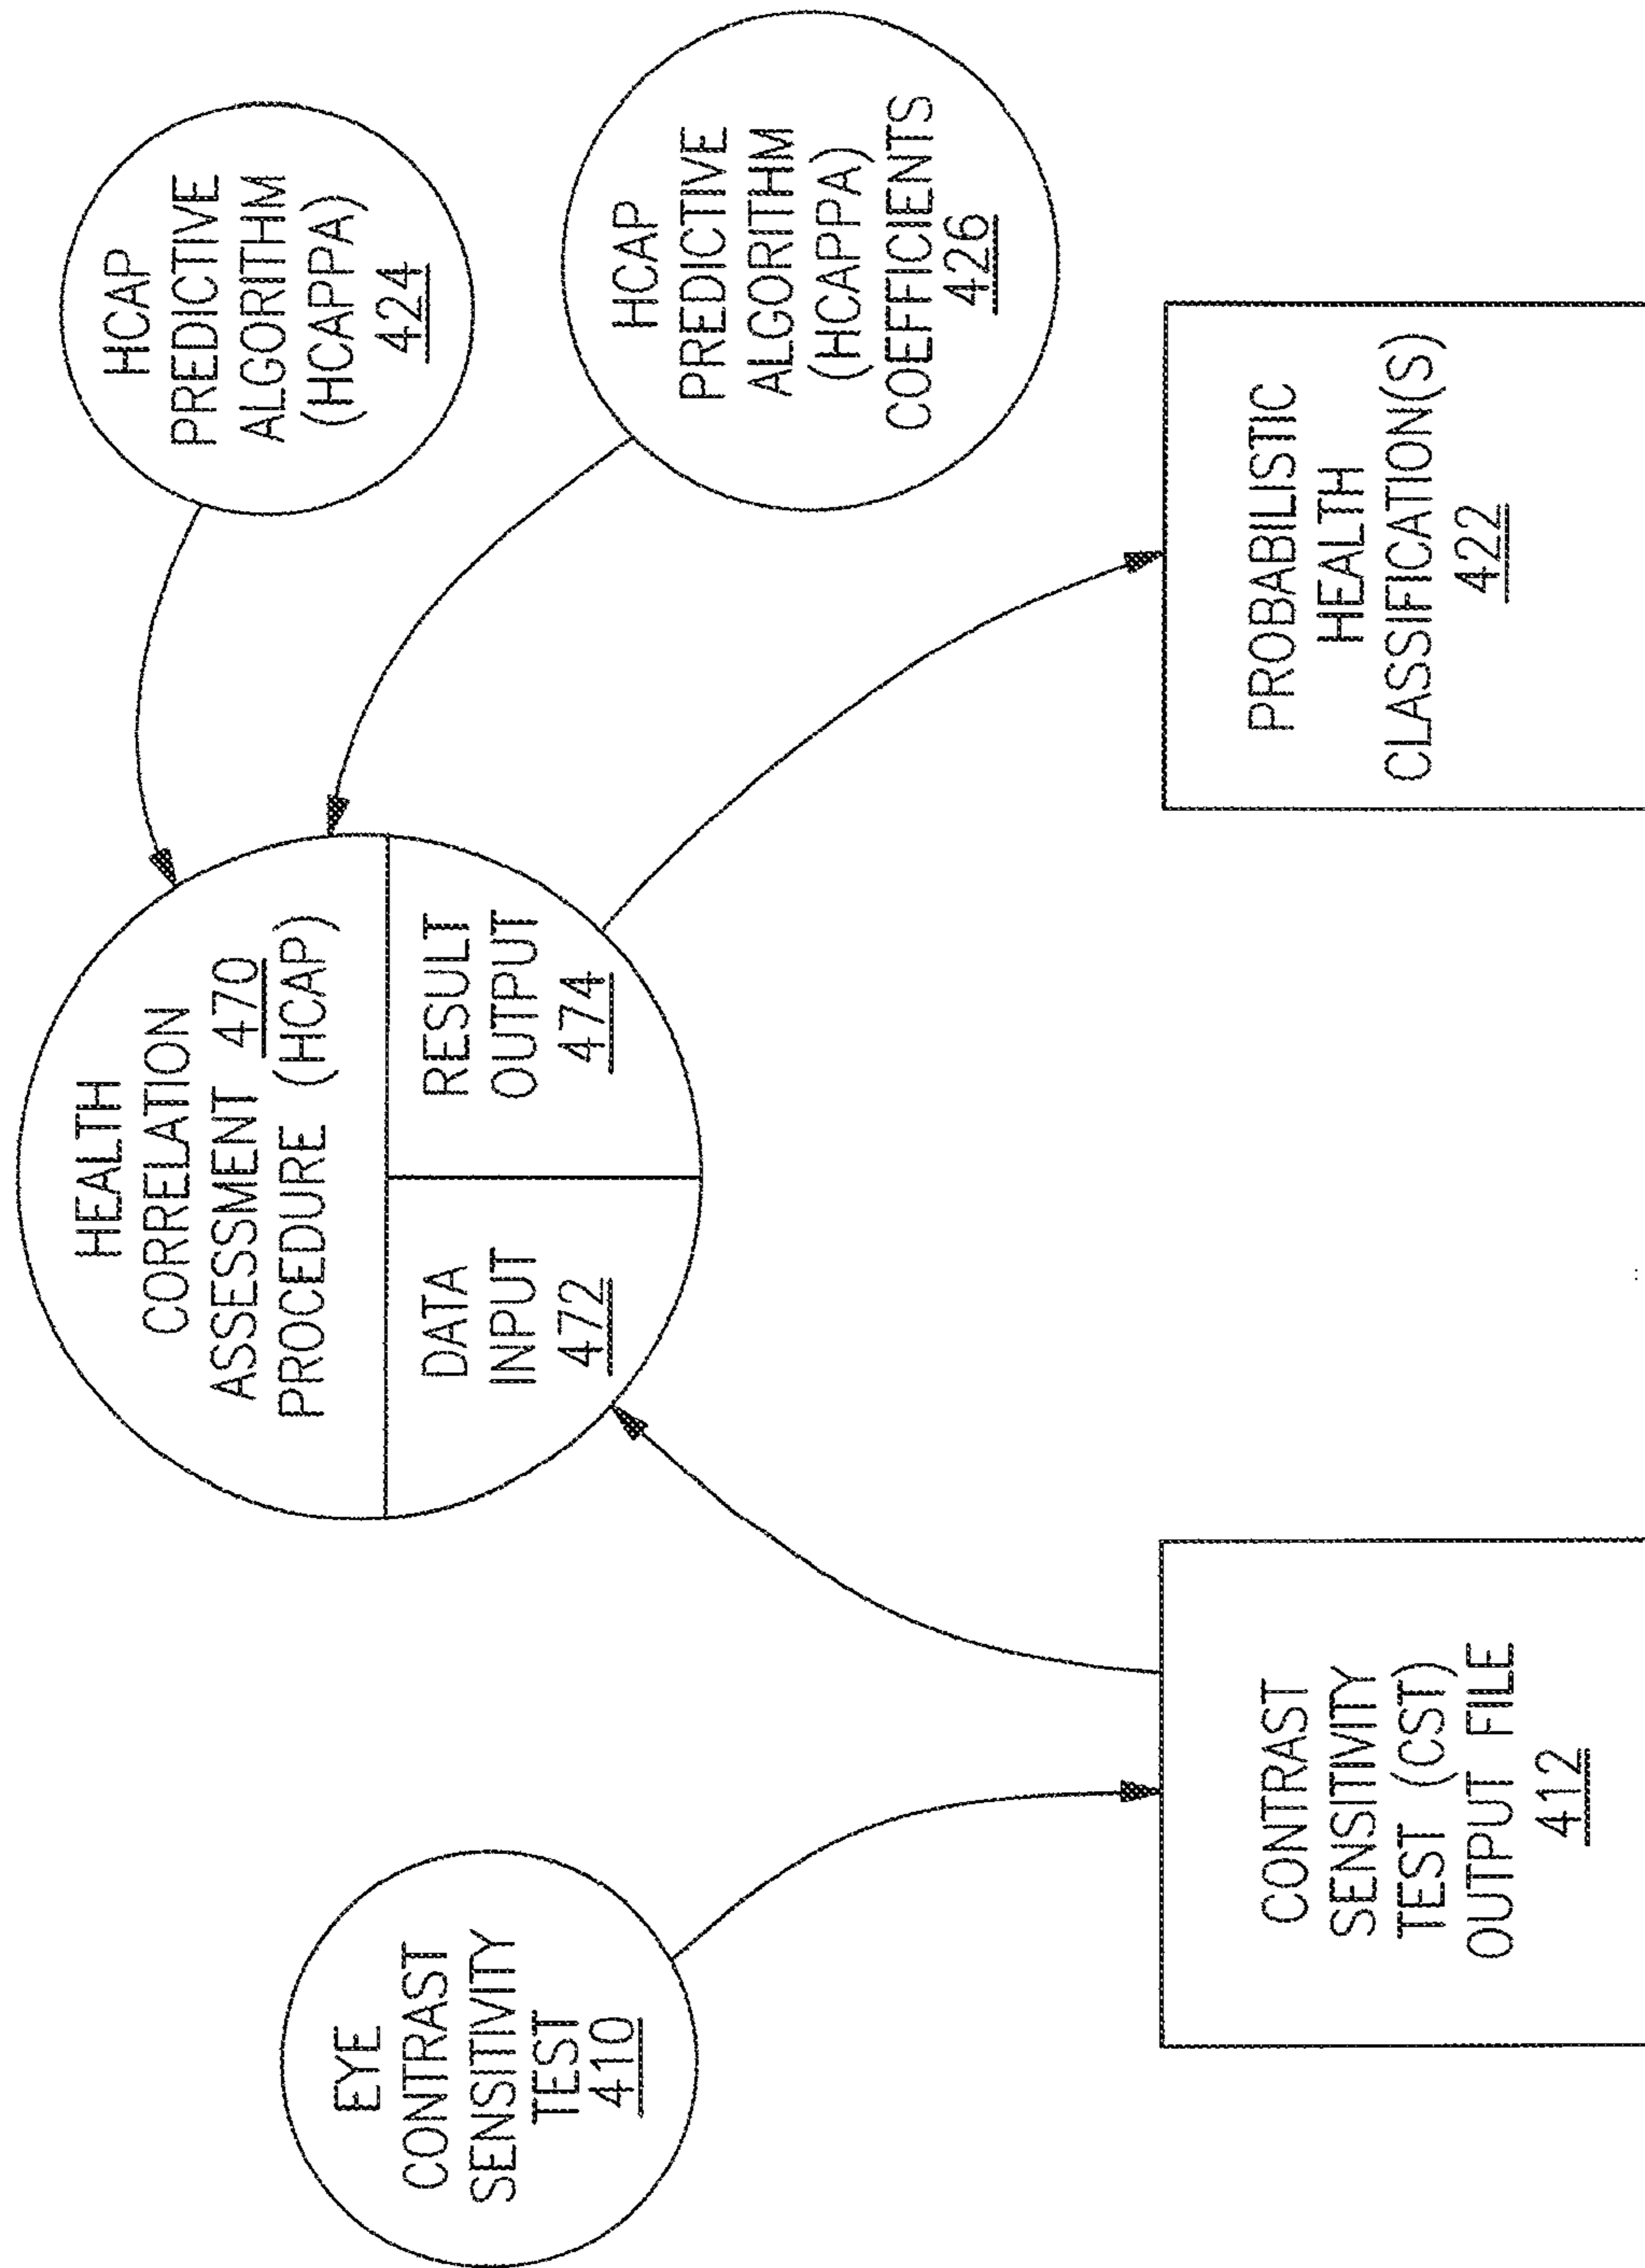 EYE
CONTRAST
SENSITIVITY
TEST
410
CONTRAST
SENSITIVITY
TEST (CST)
OUTPUT FILE
412
HEALTH
CORRELATION
ASSESSMENT 470
PROCEDURE (HCAP)
DATA
INPUT
472
RESULT
OUTPUT
474
HCAP
PREDICTIVE
ALGORITHM
(HCAPPA)
424
HCAP
PREDICTIVE
ALGORITHM
(HCAPPA)
COEFFICIENTS
426
PROBABILISTIC
HEALTH
CLASSIFICATION(S)
422